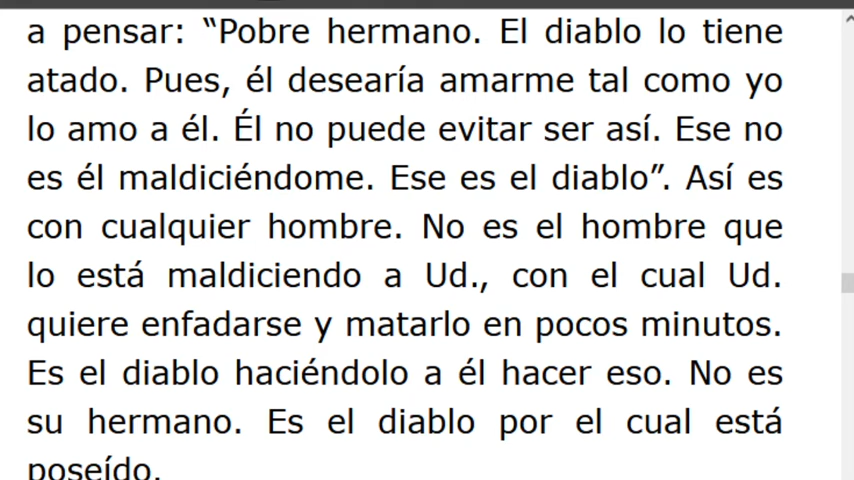 a pensar: “Pobre hermano. El diablo lo tiene
atado. Pues, él desearía amarme tal como yo
lo amo a él. Él no puede evitar ser así. Ese no
es él maldiciéndome. Ese es el diablo”. Así es
con cualquier hombre. No es el hombre que
lo está maldiciendo a Ud., con el cual Ud.
quiere enfadarse y matarlo en pocos minutos.
Es el diablo haciéndolo a él hacer eso. No es
su hermano. Es el diablo por el cual está
poseído.